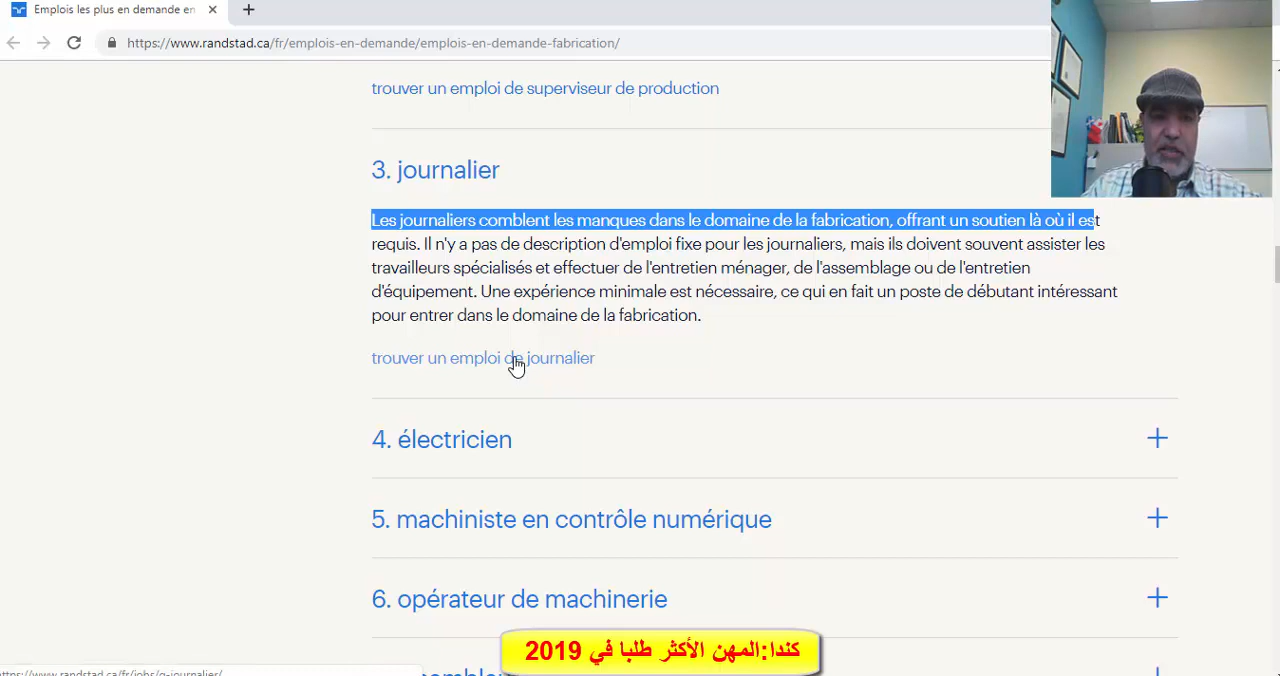 Emplois les plus en demande en
https://www.randstad.ca/fr/emplois-en-demande/emplois-en-demande-fabrication/
trouver un emploi de superviseur de production
3. journalier
Les journaliers comblent les manques dans le domaine de la fabrication, offrant un soutien là où il est
requis. Il n'y a pas de description d'emploi fixe pour les journaliers, mais ils doivent souvent assister les
travailleurs spécialisés et effectuer de l'entretien ménager, de l'assemblage ou de l'entretien
d'équipement. Une expérience minimale est nécessaire, ce qui en fait un poste de débutant intéressant
pour entrer dans le domaine de la fabrication.
trouver un emploi de journalier
4. électricien
5. machiniste en contrôle numérique
6. opérateur de machinerie
كندا:المهن الأكثر طلبا في 2019
https://www.randstad.ca/fr/jobs/q-journalier/